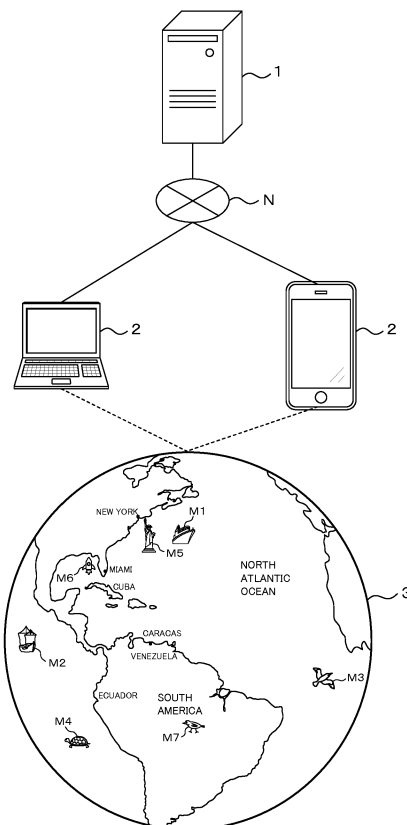 1
N
2
2
M1
NEW YORK
M5
M6
MIAMI
NORTH
ATLANTIC
OCEAN
CUBA
3
CARACAS
M2
VENEZUELA
M3
ECUADOR
SOUTH
AMERICA
M4
M7